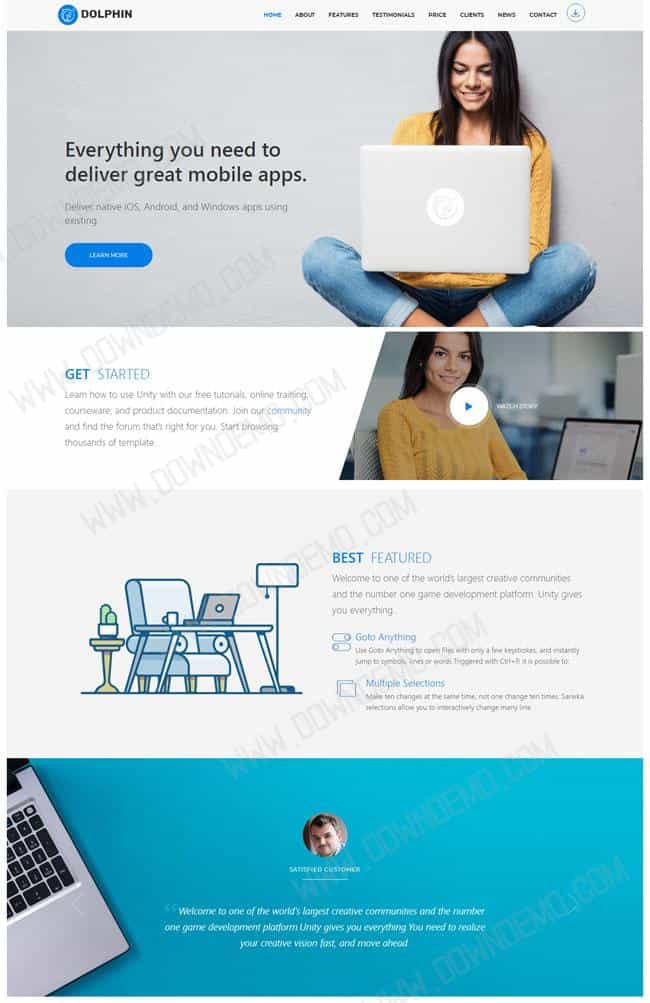 DOLPHIN
HOME ABOUT FEATURES TESTIMONIALS PRICE CLIENTS NEWS CONTACT
Everything you need to
deliver great mobile apps.
Deliver native iOS, Android, and Windows apps using
existing.
LEARN MORE
GET STARTED
Learn how to use Unity with our free tutorials, online training,
courseware, and product documentation. Join our community
and find the forum that's right for you. Start browsing
thousands of template.
WATCH STORY
BEST FEATURED
Welcome to one of the world's largest creative communities
and the number one game development platform. Unity gives
you everything.
Goto Anything
Use Goto Anything to open files with only a few keystrokes, and instantly
jump to symbols, lines or words Triggered with Ctrl+P, it is possible to:
Multiple Selections
Make ten changes at the same time, not one change ten times.
selections allow you to interactively change many line
SATISFIED CUSTOMER
“ Welcome to one of the world's largest creative communities and the number
one game development platform.Unity gives you everything You need to realize
your creative vision fast, and move ahead
WWW.DOWNDEMO.COM
WWW.DOWNDEMO.COM
WWW.DOWNDEMO.COM
WWW.DOWNDEMO.COM